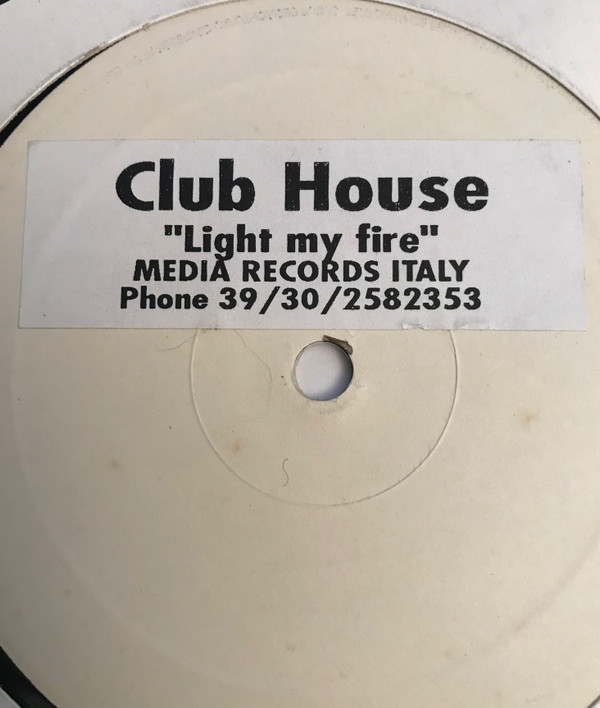 Club House
"Light my fire"
MEDIA RECORDS ITALY
Phone 39/30/2582353